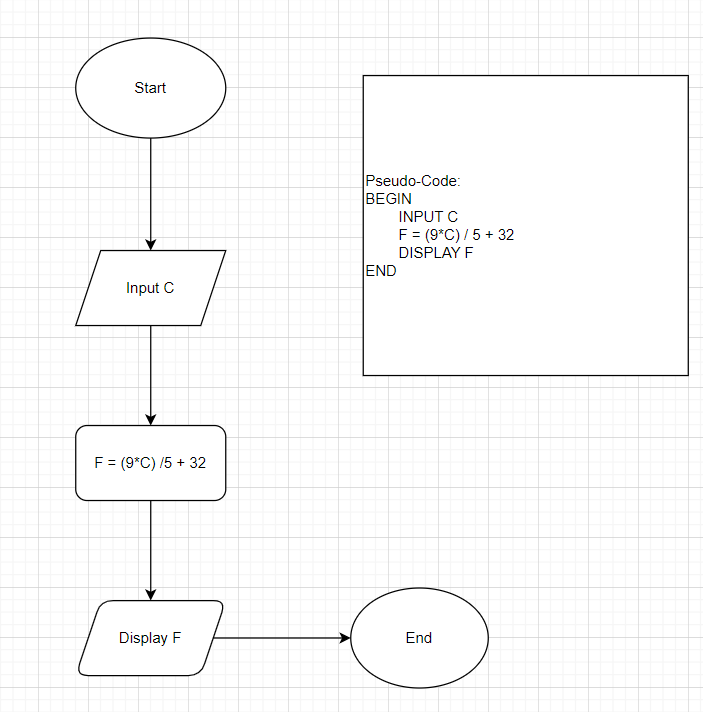 Start
Input C
F = (9*C) /5 + 32
Display F
End
Pseudo-Code:
BEGIN
INPUT C
F = (9*C) / 5 + 32
DISPLAY F
END